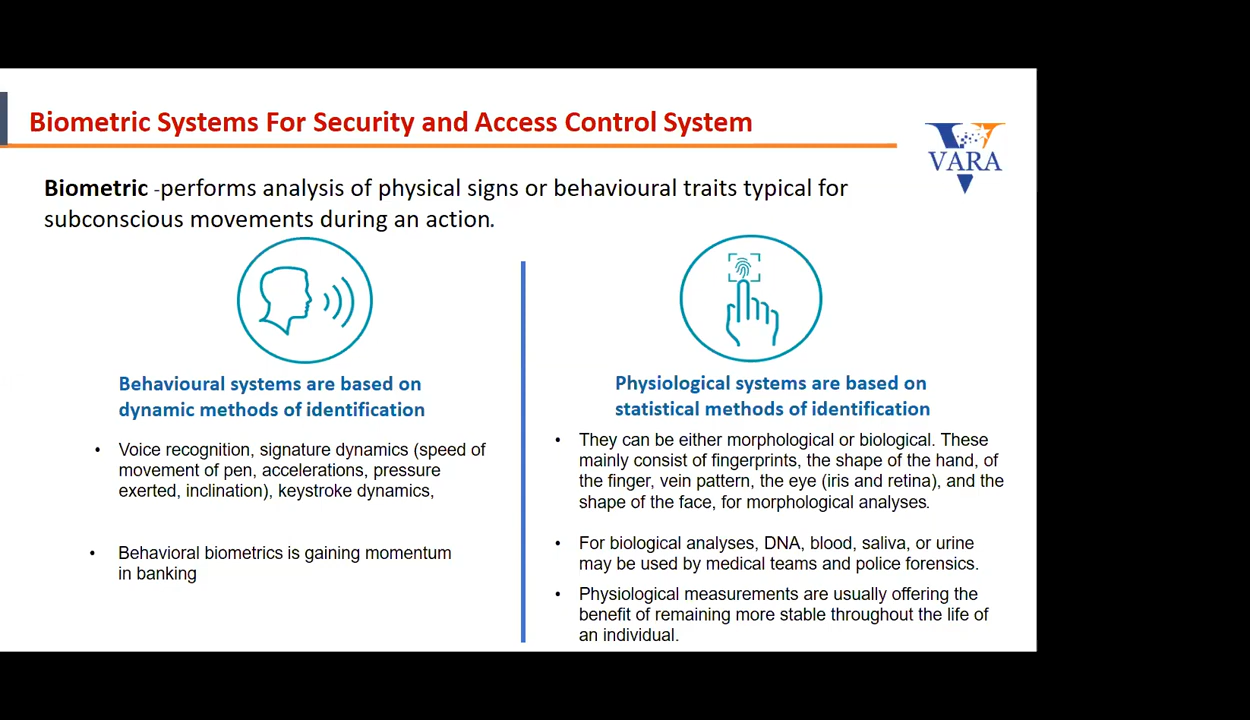 Biometric Systems For Security and Access Control System
VARA
Biometric -performs analysis of physical signs or behavioural traits typical for
subconscious movements during an action.
Behavioural systems are based on
dynamic methods of identification
• Voice recognition, signature dynamics (speed of
movement of pen, accelerations, pressure
exerted, inclination), keystroke dynamics,
• Behavioral biometrics is gaining momentum
in banking
Physiological systems are based on
statistical methods of identification
• They can be either morphological or biological. These
mainly consist of fingerprints, the shape of the hand, of
the finger, vein pattern, the eye (iris and retina), and the
shape of the face, for morphological analyses.
• For biological analyses, DNA, blood, saliva, or urine
may be used by medical teams and police forensics.
• Physiological measurements are usually offering the
benefit of remaining more stable throughout the life of
an individual.